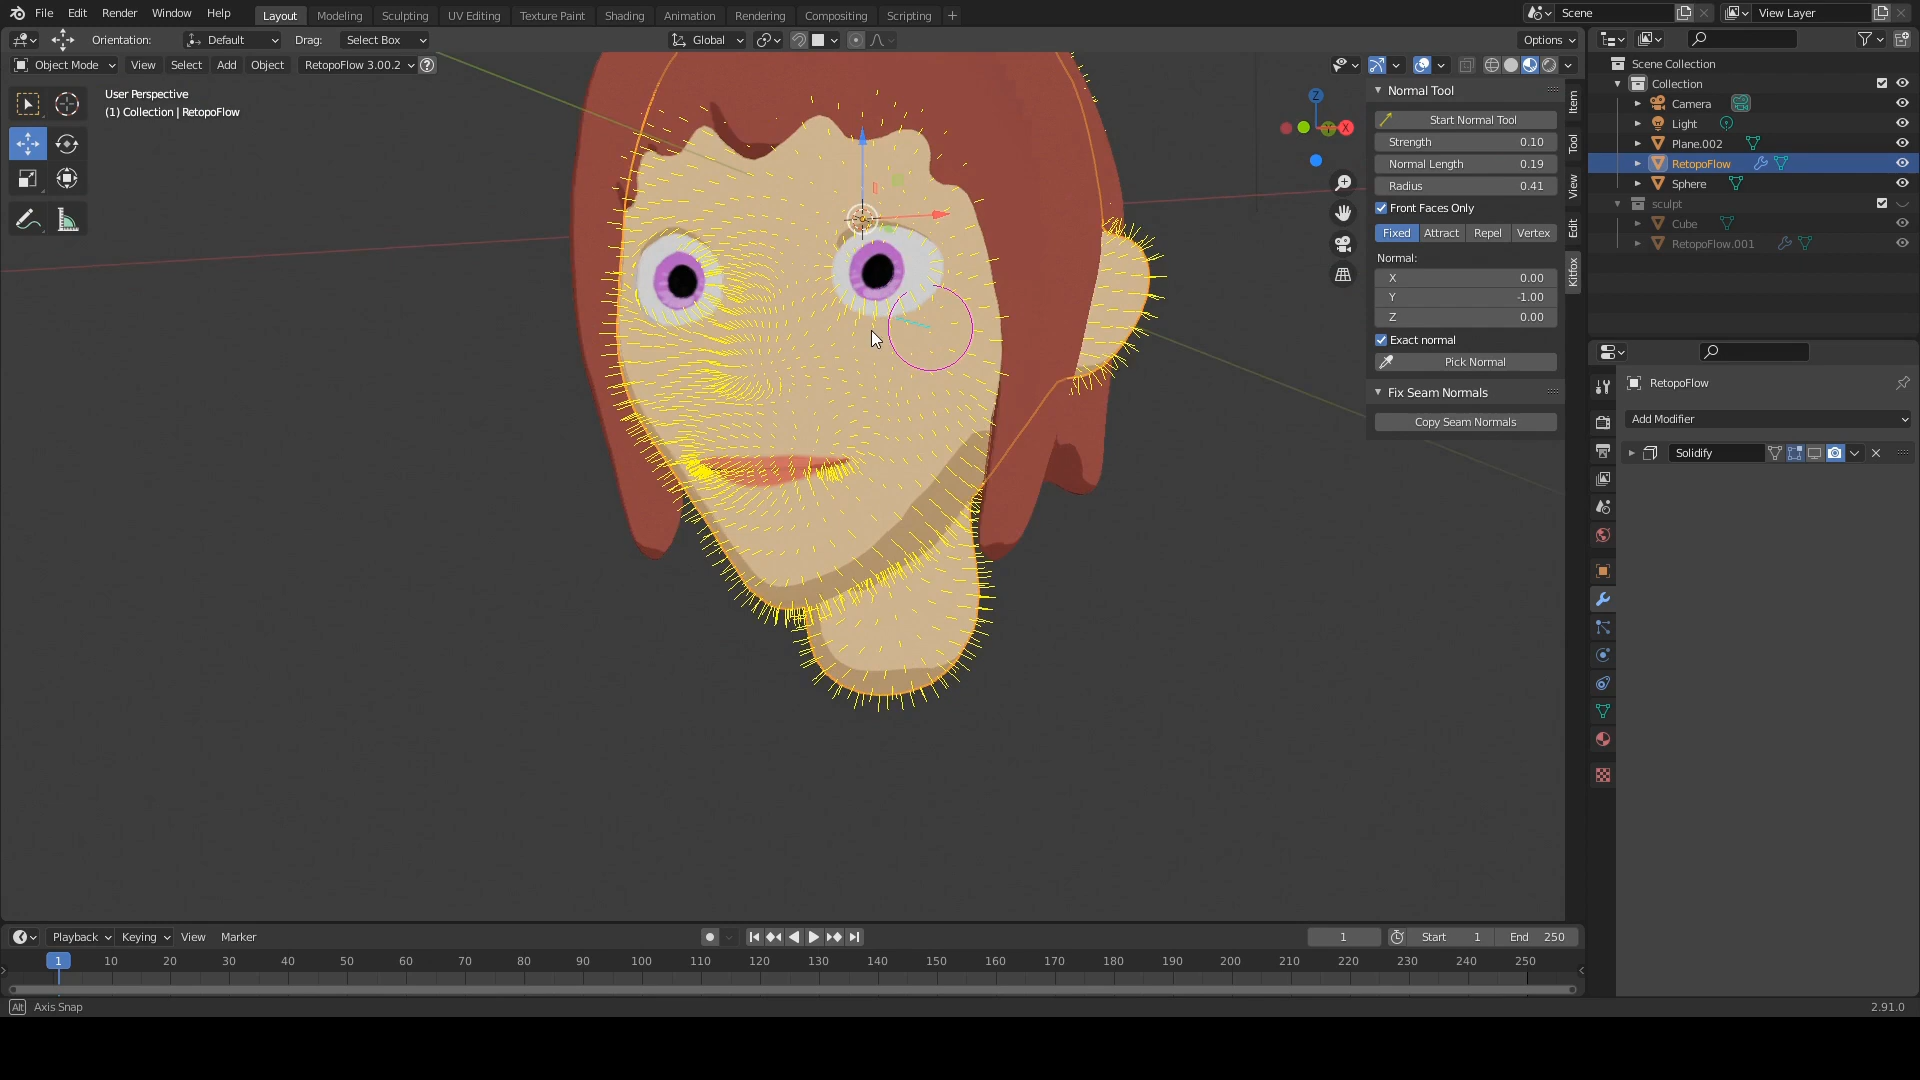 File Edit Render Window Help Layout Modeling Sculpting UV Editing Texture Paint Shading Animation Rendering Compositing Scripting + Scene View Layer
Orientation: Default Drag: Select Box Global Options
Object Mode View Select Add Object RetopoFlow 3.00.2 ?
User Perspective
(1) Collection | RetopoFlow
Z
X
Y
Normal Tool
Start Normal Tool
Strength 0.10
Normal Length 0.19
Radius 0.41
Front Faces Only
Fixed Attract Repel Vertex
Normal:
X 0.00
Y -1.00
Z 0.00
Exact normal
Pick Normal
Fix Seam Normals
Copy Seam Normals
Item
Tool
View
Edit
Kitfox
Scene Collection
Collection
Camera
Light
Plane.002
RetopoFlow
Sphere
sculpt
Cube
RetopoFlow.001
RetopoFlow
Add Modifier
Solidify
Playback Keying View Marker 1 Start 1 End 250
1 10 20 30 40 50 60 70 80 90 100 110 120 130 140 150 160 170 180 190 200 210 220 230 240 250
Alt Axis Snap 2.91.0